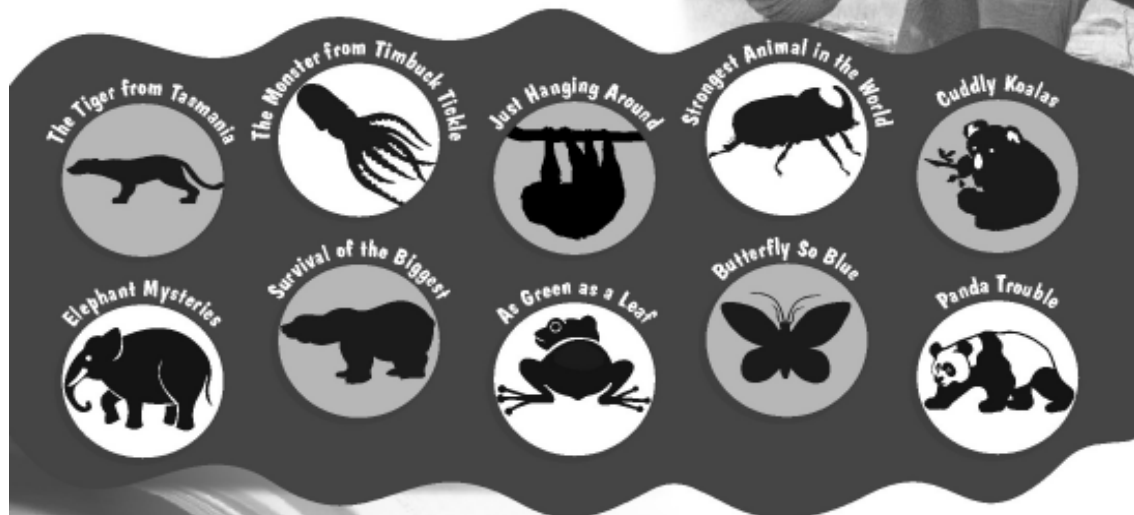 The Tiger from Tasmania
The Monster from Timbuck Tickle
Just Hanging Around
Strongest Animal in the World
Cuddly Koalas
Elephant Mysteries
Survival of the Biggest
As Green as a Leaf
Butterfly So Blue
Panda Trouble